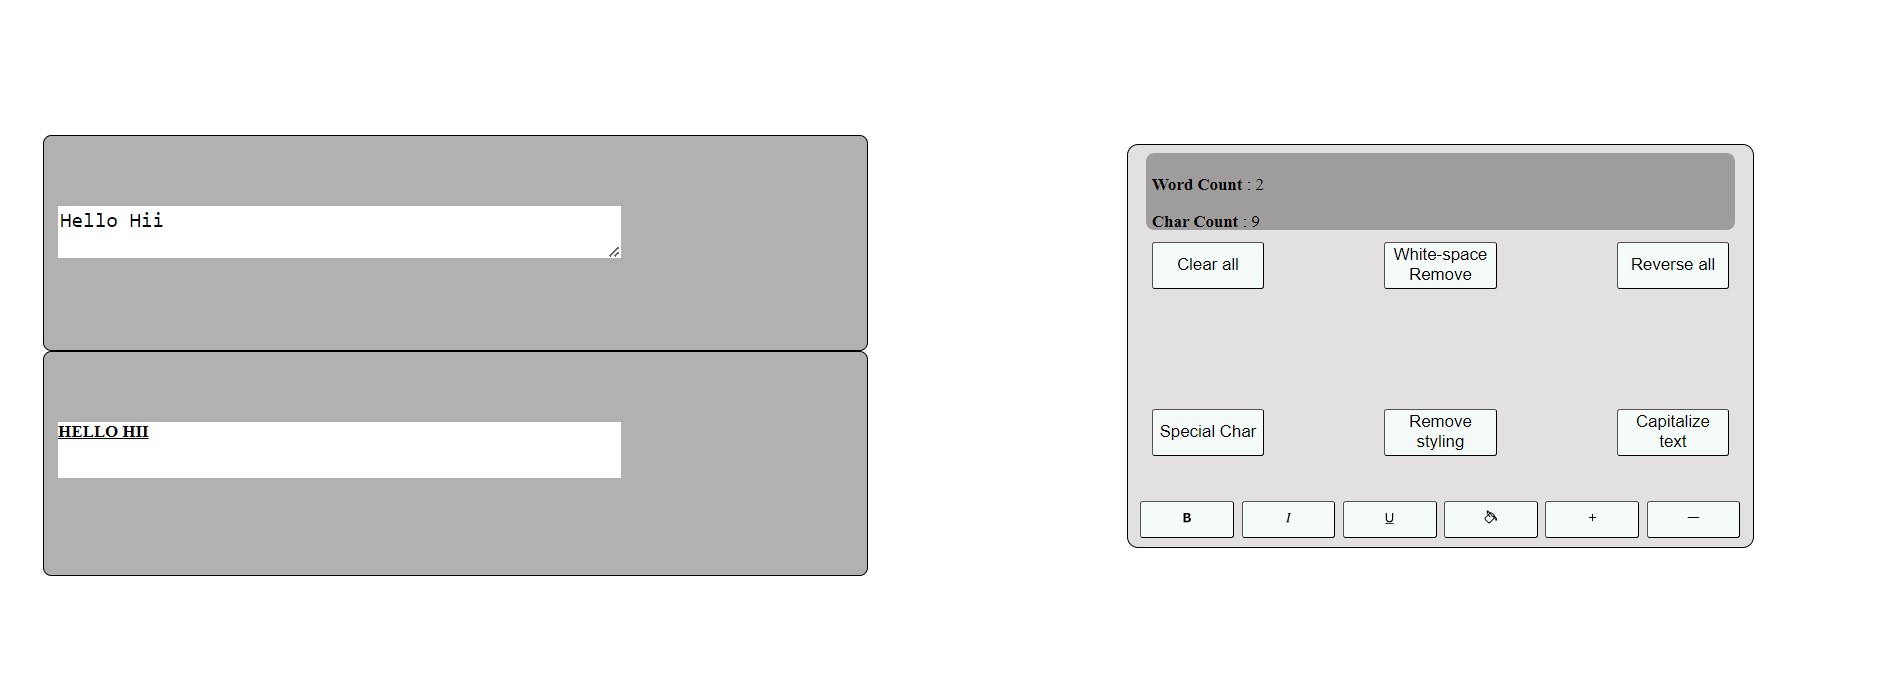 Hello Hii
HELLO HII
Word Count : 2
Char Count : 9
Clear all
White-space
Remove
Reverse all
Special Char
Remove
styling
Capitalize
text
B
I
U
+
—